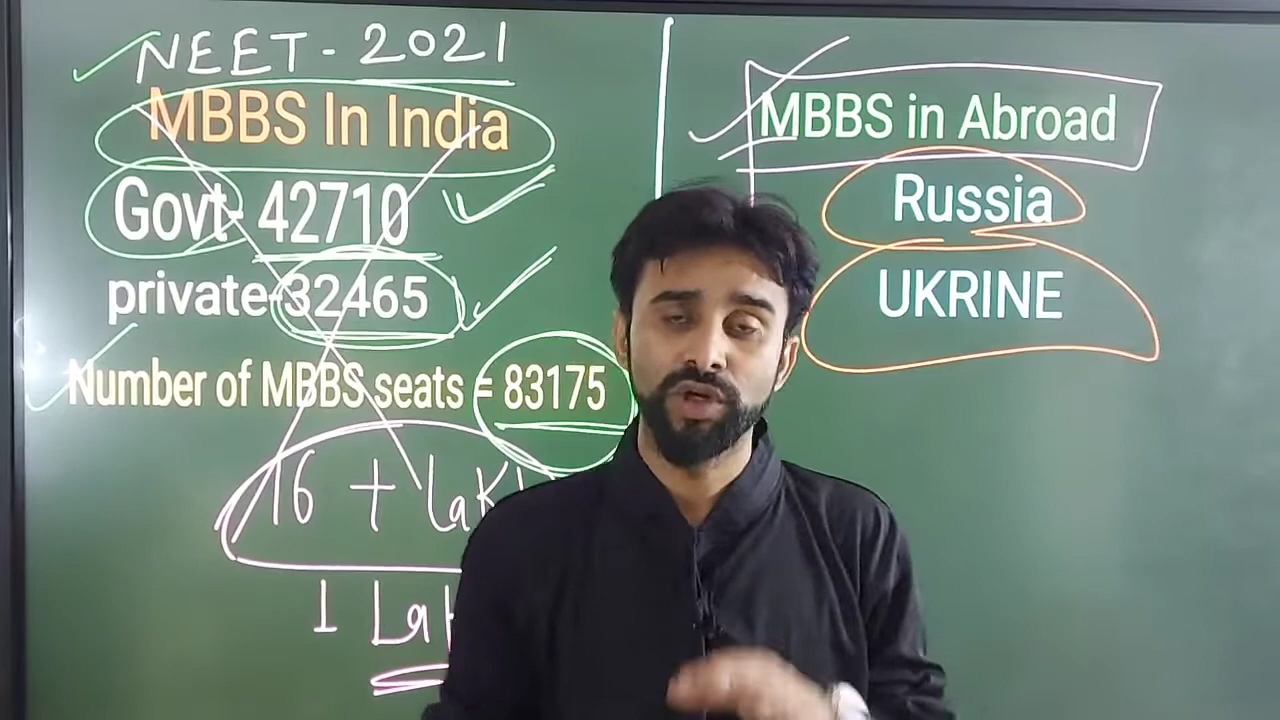 NEET - 2021
MBBS In India
Govt- 42710
private-32465
Number of MBBS seats = 83175
16 + Lak
1 La
MBBS in Abroad
Russia
UKRINE